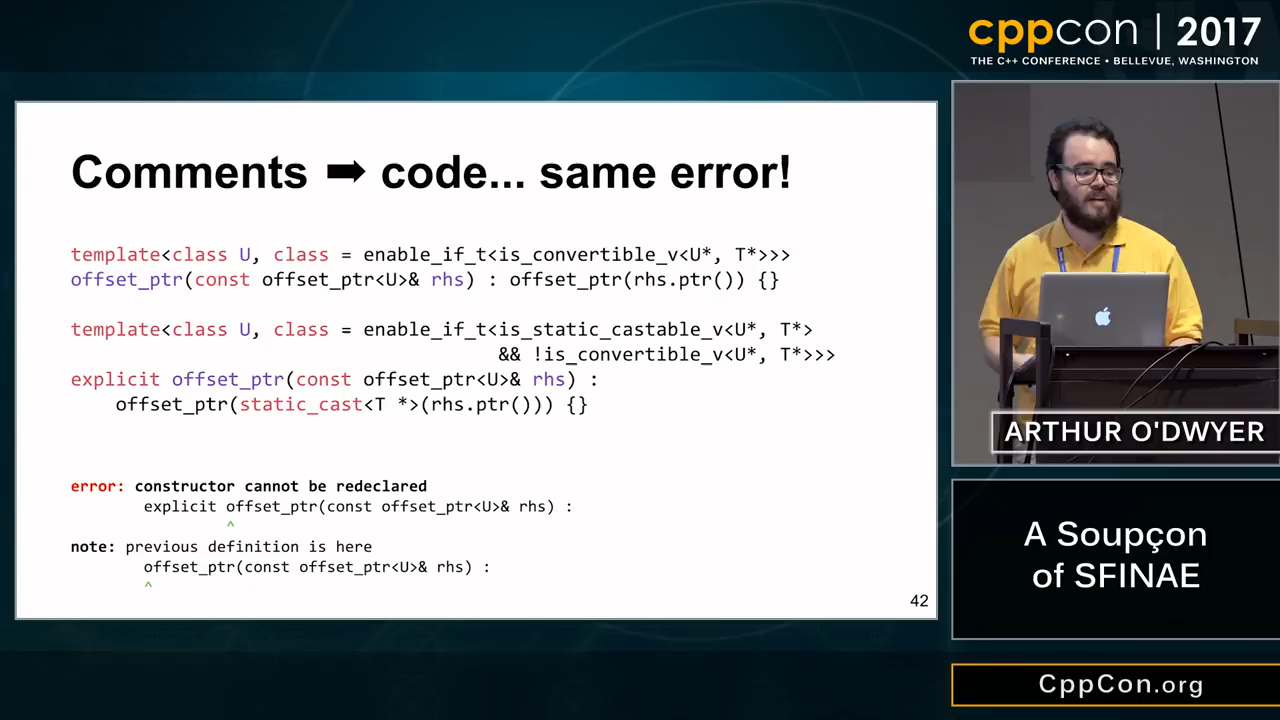 cppcon | 2017
THE C++ CONFERENCE • BELLEVUE, WASHINGTON
Comments ➡ code... same error!
template<class U, class = enable_if_t<is_convertible_v<U*, T*>>>
offset_ptr(const offset_ptr<U>& rhs) : offset_ptr(rhs.ptr()) {}
template<class U, class = enable_if_t<is_static_castable_v<U*, T*>
&& !is_convertible_v<U*, T*>>>
explicit offset_ptr(const offset_ptr<U>& rhs) :
offset_ptr(static_cast<T *>(rhs.ptr())) {}
error: constructor cannot be redeclared
explicit offset_ptr(const offset_ptr<U>& rhs) :
^
note: previous definition is here
offset_ptr(const offset_ptr<U>& rhs) :
^
42
ARTHUR O'DWYER
A Soupçon
of SFINAE
CppCon.org